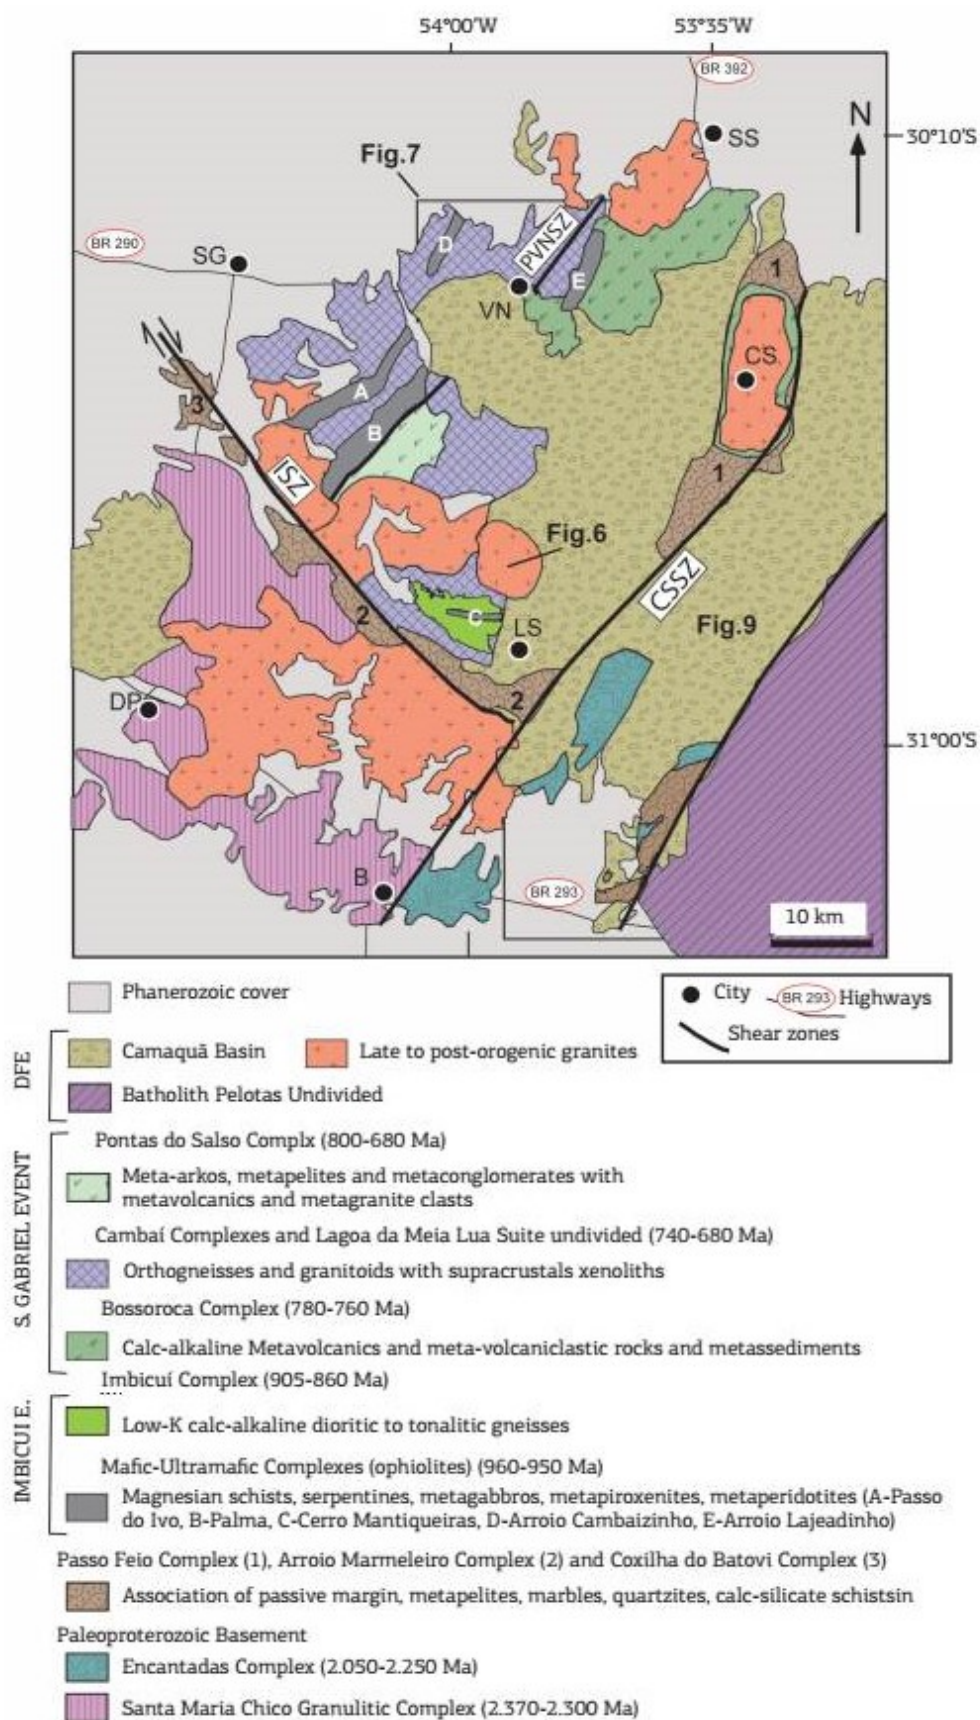 54°00'W
53°35'W
BR 392
N
30°10'S
SS
Fig.7
BR 290
SG
D
PVNSZ
E
VN
1
CS
A
3
B
ISZ
1
Fig.6
CSSZ
C
2
LS
Fig.9
2
DP
31°00'S
B
BR 293
10 km
Phanerozoic cover
City
BR 293 Highways
Shear zones
DFE
Camaquã Basin
Late to post-orogenic granites
Batholith Pelotas Undivided
S. GABRIEL EVENT
Pontas do Salso Complx (800-680 Ma)
Meta-arkos, metapelites and metaconglomerates with
metavolcanics and metagranite clasts
Cambaí Complexes and Lagoa da Meia Lua Suite undivided (740-680 Ma)
Orthogneisses and granitoids with supracrustals xenoliths
Bossoroca Complex (780-760 Ma)
Calc-alkaline Metavolcanics and meta-volcaniclastic rocks and metassediments
Imbicuí Complex (905-860 Ma)
IMBICUI E.
Low-K calc-alkaline dioritic to tonalitic gneisses
Mafic-Ultramafic Complexes (ophiolites) (960-950 Ma)
Magnesian schists, serpentines, metagabbros, metapiroxenites, metaperidotites (A-Passo
do Ivo, B-Palma, C-Cerro Mantiqueiras, D-Arroio Cambaizinho, E-Arroio Lajeadinho)
Passo Feio Complex (1), Arroio Marmeleiro Complex (2) and Coxilha do Batovi Complex (3)
Association of passive margin, metapelites, marbles, quartzites, calc-silicate schistsin
Paleoproterozoic Basement
Encantadas Complex (2.050-2.250 Ma)
Santa Maria Chico Granulitic Complex (2.370-2.300 Ma)